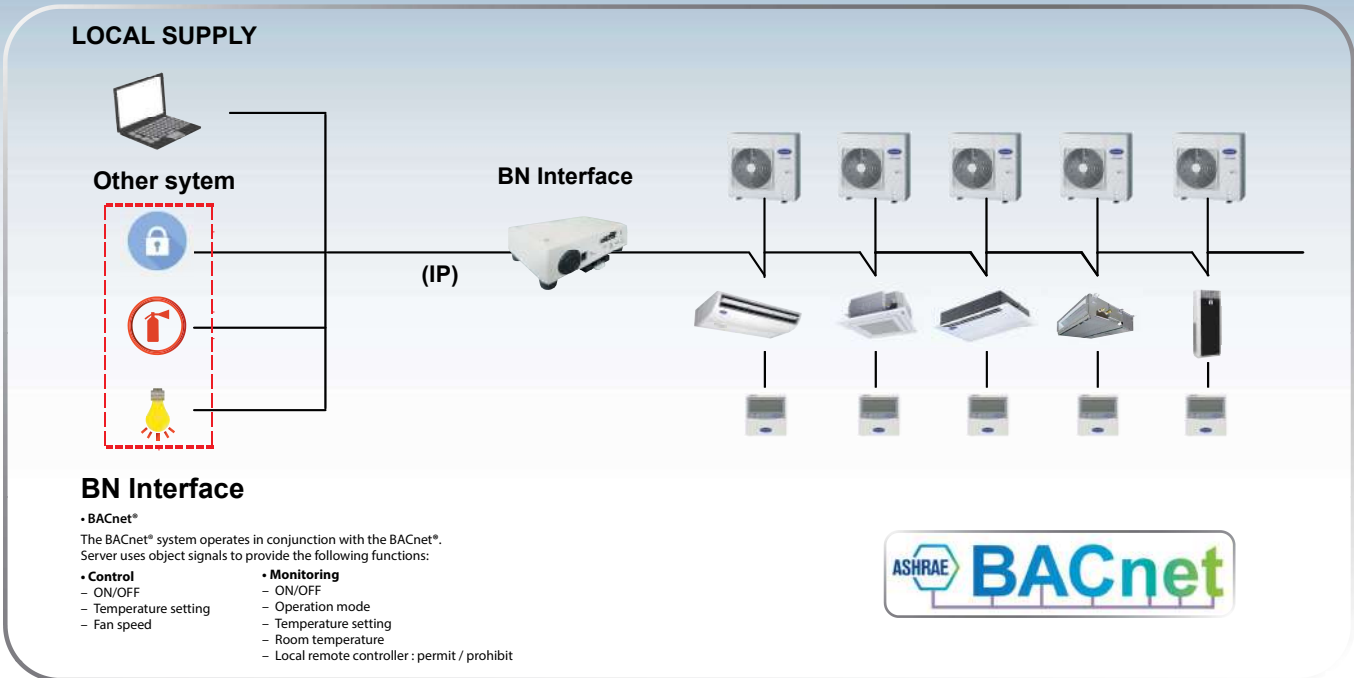 LOCAL SUPPLY
Other sytem
BN Interface
(IP)
BN Interface
• BACnet®
The BACnet® system operates in conjunction with the BACnet®.
Server uses object signals to provide the following functions:
• Control
– ON/OFF
– Temperature setting
– Fan speed
• Monitoring
– ON/OFF
– Operation mode
– Temperature setting
– Room temperature
– Local remote controller : permit / prohibit
ASHRAE BACnet